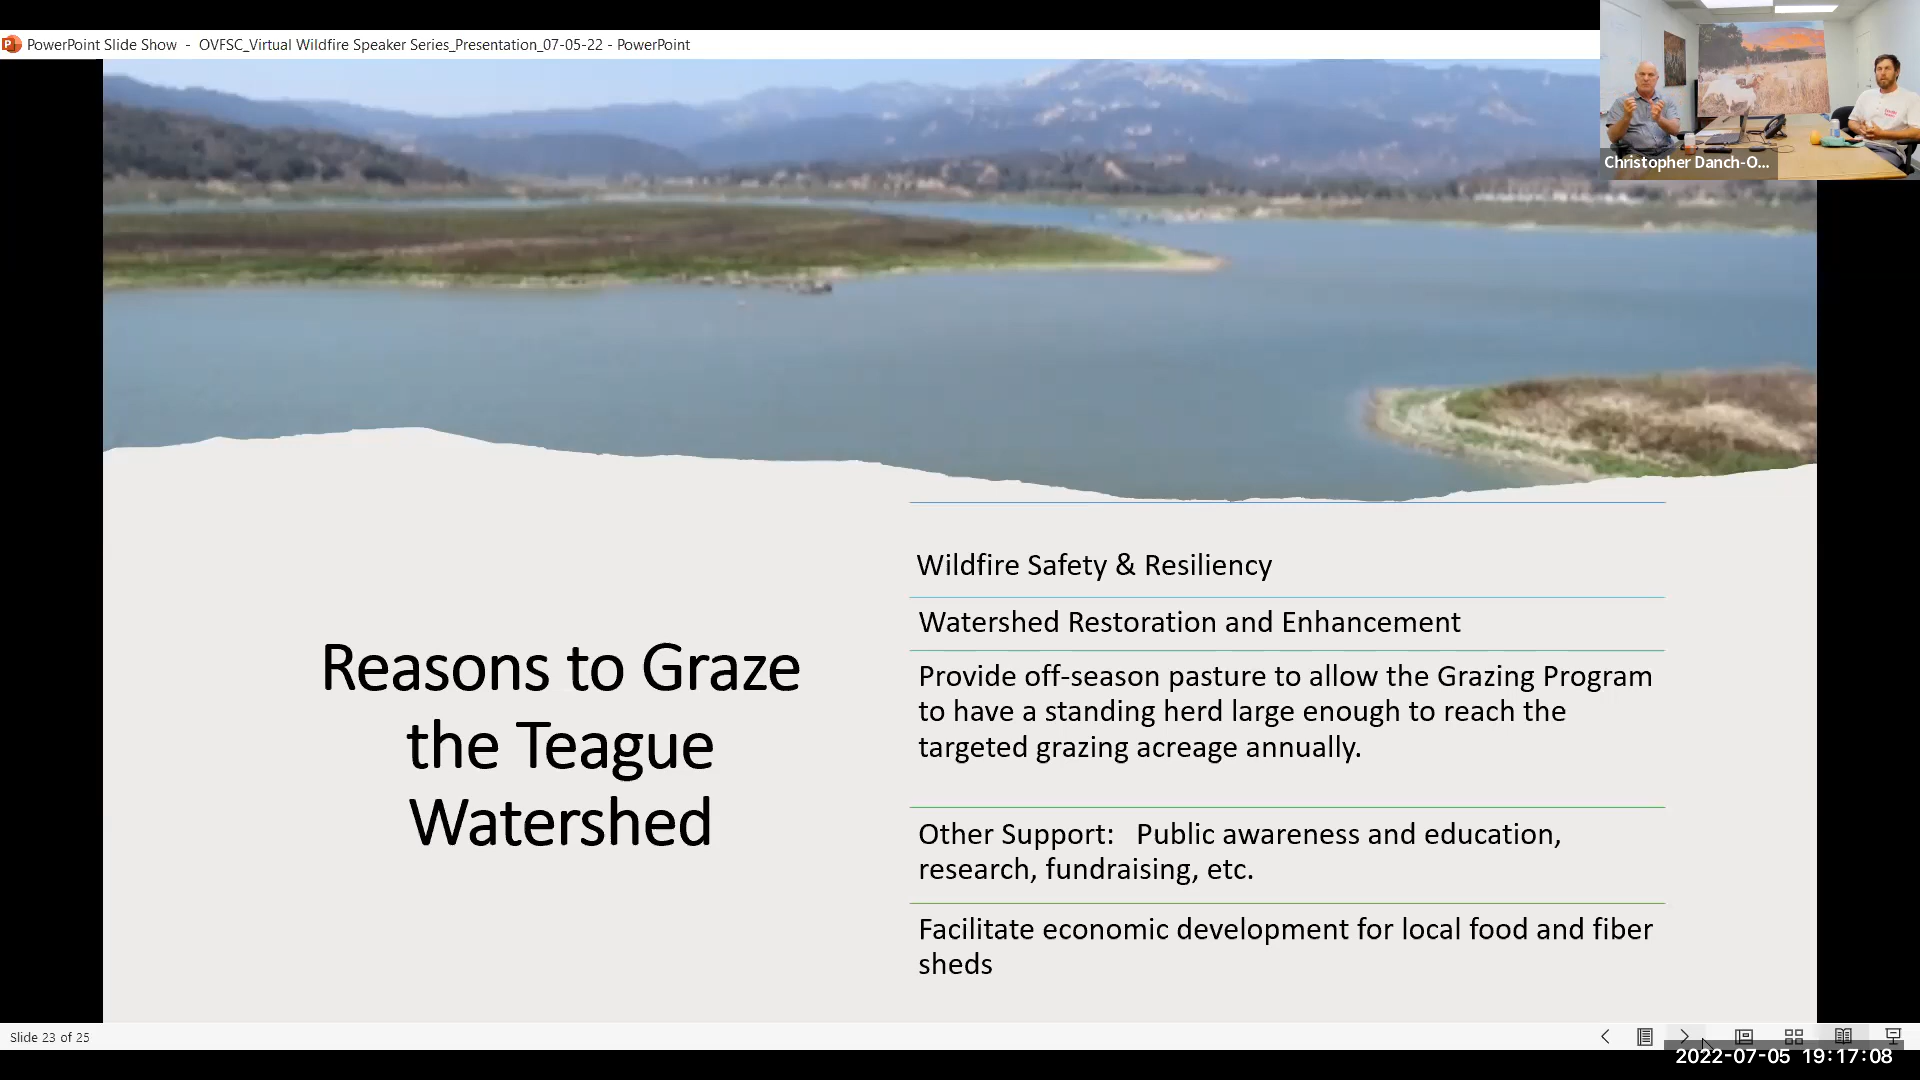 PowerPoint Slide Show - OVFSC_Virtual Wildfire Speaker Series_Presentation_07-05-22 - PowerPoint
Christopher Danch-O...
Reasons to Graze
the Teague
Watershed
Wildfire Safety & Resiliency
Watershed Restoration and Enhancement
Provide off-season pasture to allow the Grazing Program
to have a standing herd large enough to reach the
targeted grazing acreage annually.
Other Support: Public awareness and education,
research, fundraising, etc.
Facilitate economic development for local food and fiber
sheds
Slide 23 of 25
2022-07-05 19:17:08